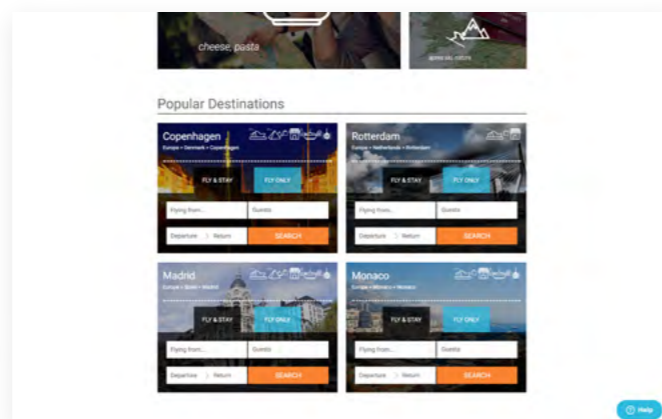 cheese, pasta
Popular Destinations
Copenhagen
Europe > Denmark > Copenhagen
FLY & STAY
FLY ONLY
Flying from...
Guests
Departure > Return
SEARCH
Rotterdam
Europe > Netherlands > Rotterdam
FLY & STAY
FLY ONLY
Flying from...
Guests
Departure > Return
SEARCH
Madrid
Europe > Spain > Madrid
FLY & STAY
FLY ONLY
Flying from...
Guests
Departure > Return
SEARCH
Monaco
Europe > Monaco > Monaco
FLY & STAY
FLY ONLY
Flying from...
Guests
Departure > Return
SEARCH
Help